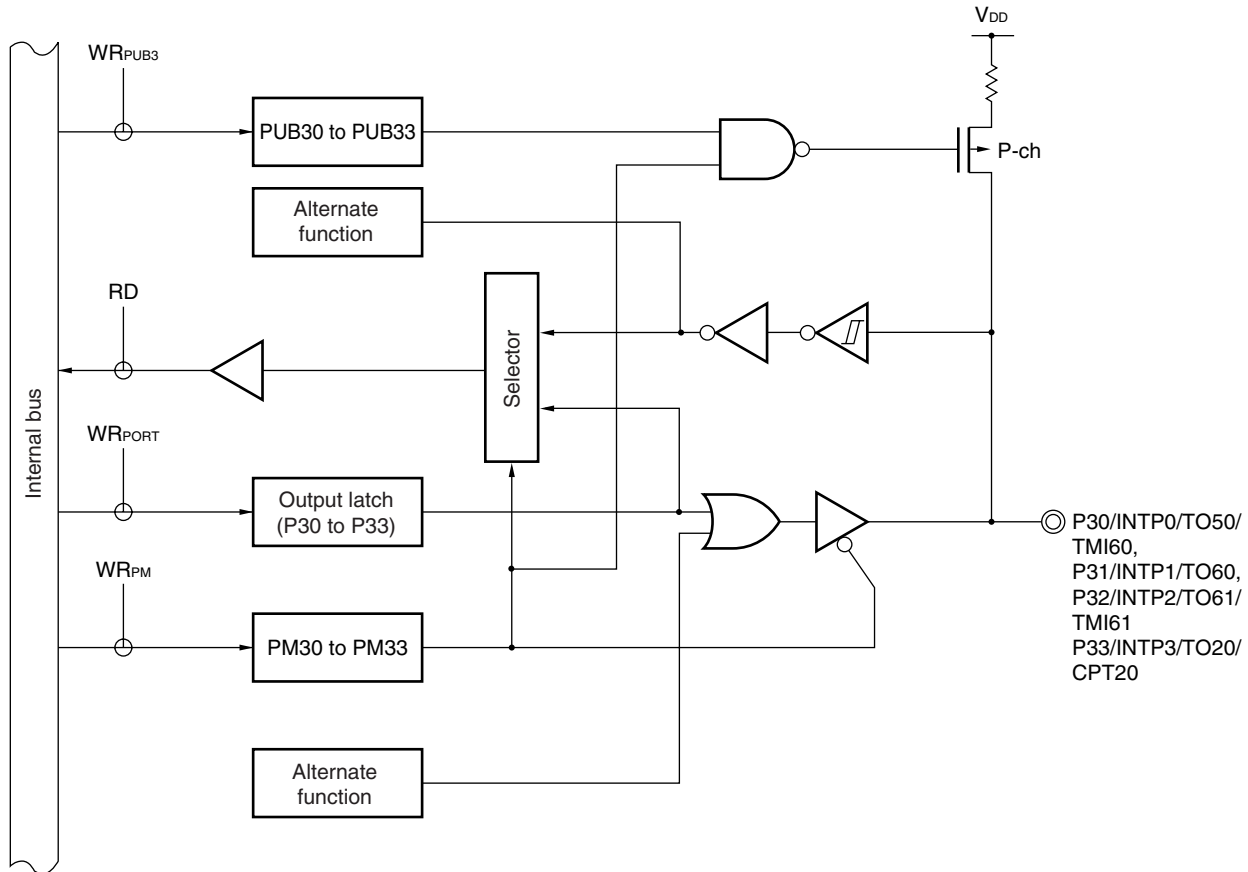 VDD
WRPUB3
PUB30 to PUB33
P-ch
Alternate
function
RD
Selector
Internal bus
WRPORT
Output latch
(P30 to P33)
P30/INTP0/TO50/
TMI60,
P31/INTP1/TO60,
P32/INTP2/TO61/
TMI61
P33/INTP3/TO20/
CPT20
WRPM
PM30 to PM33
Alternate
function